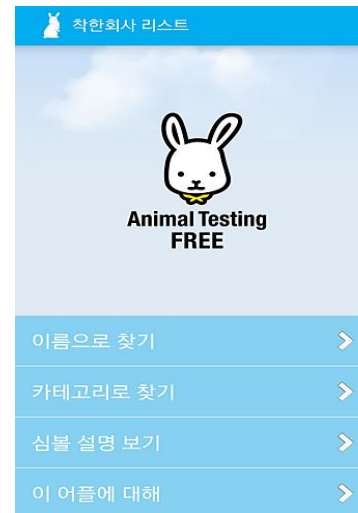 착한회사 리스트
Animal Testing
FREE
이름으로 찾기
카테고리로 찾기
심볼 설명 보기
이 어플에 대해